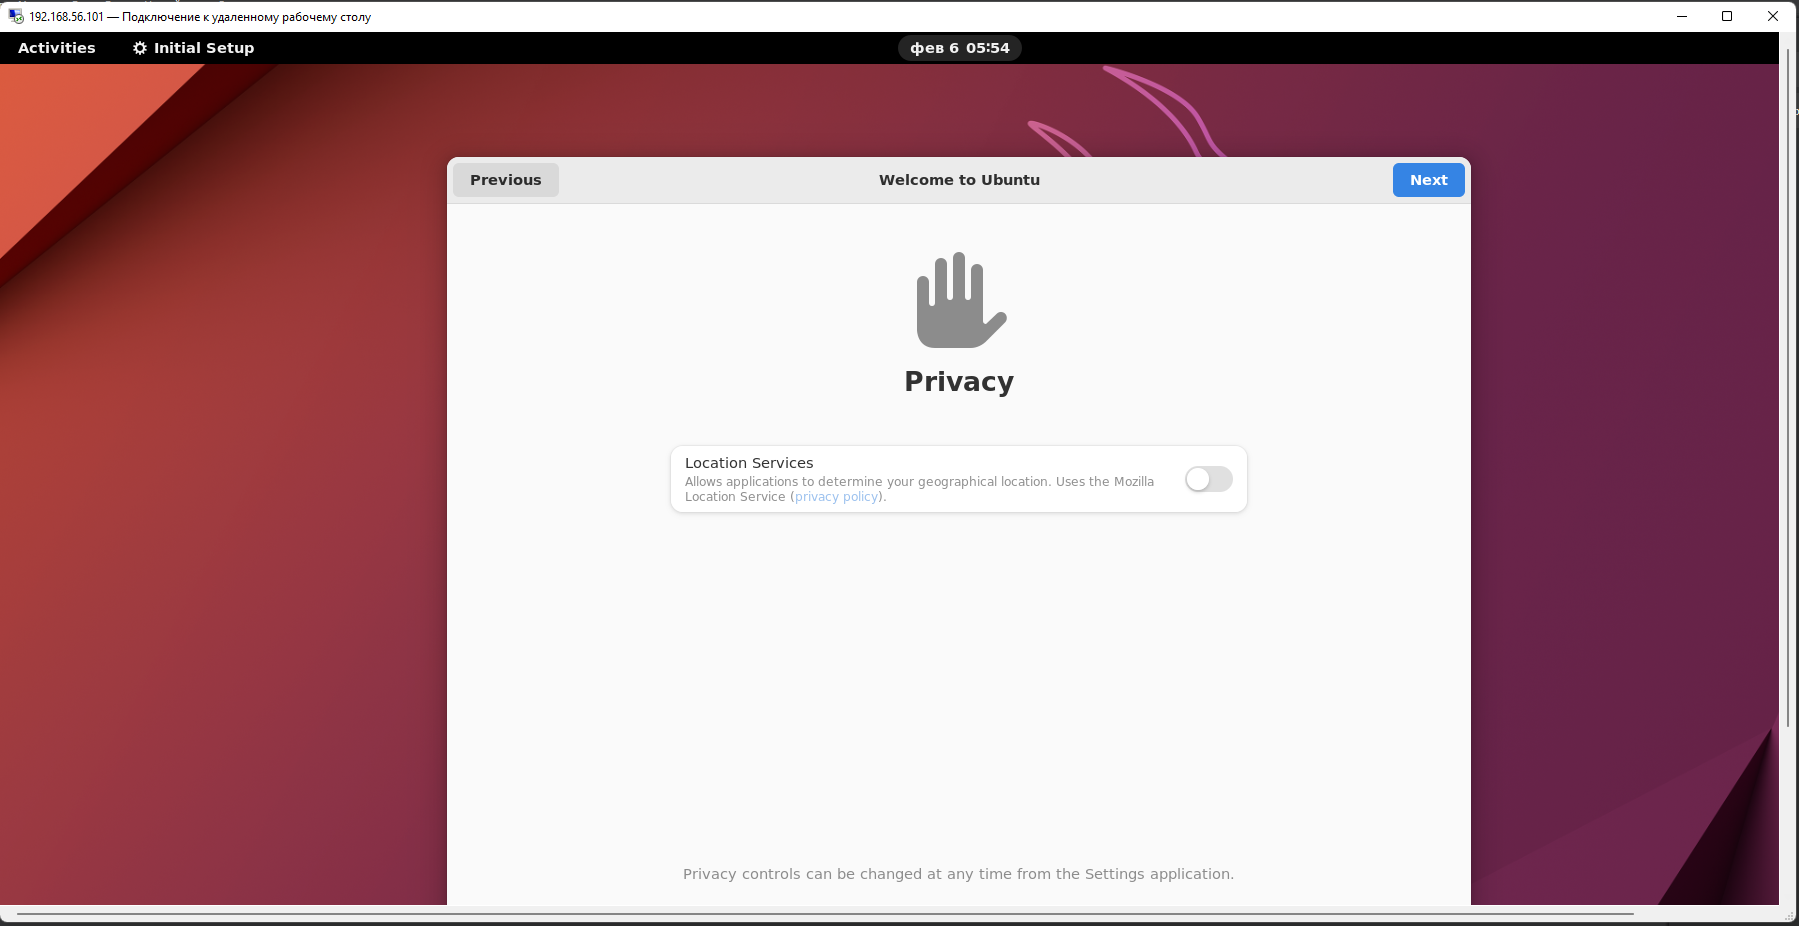 192.168.56.101 — Подключение к удаленному рабочему столу
Activities Initial Setup фев 6 05:54
Previous Welcome to Ubuntu Next
Privacy
Location Services
Allows applications to determine your geographical location. Uses the Mozilla
Location Service (privacy policy).
Privacy controls can be changed at any time from the Settings application.